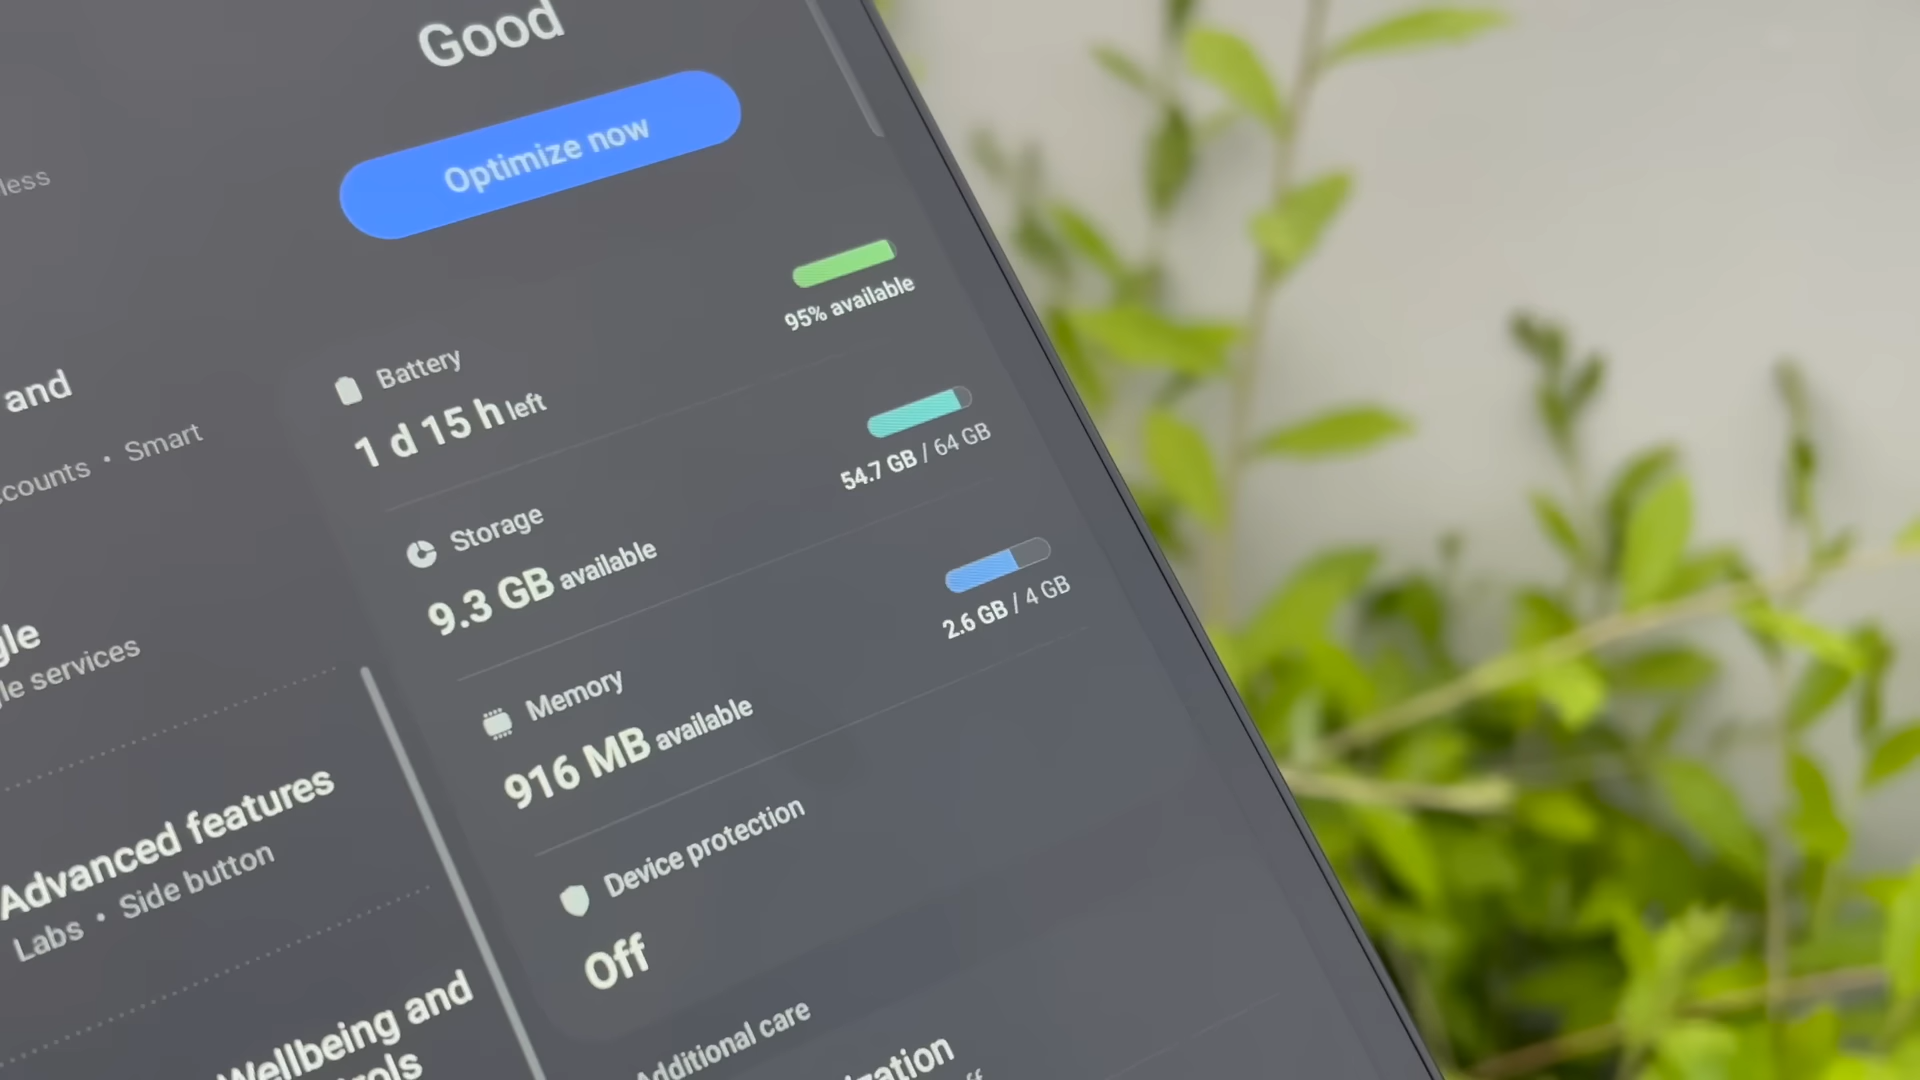 less
and
counts • Smart
services
Advanced features
Labs • Side button
Wellbeing and
Good
Optimize now
Battery
1 d 15 h left
95% available
Storage
9.3 GB available
54.7 GB / 64 GB
Memory
916 MB available
2.6 GB / 4 GB
Device protection
Off
Additional care